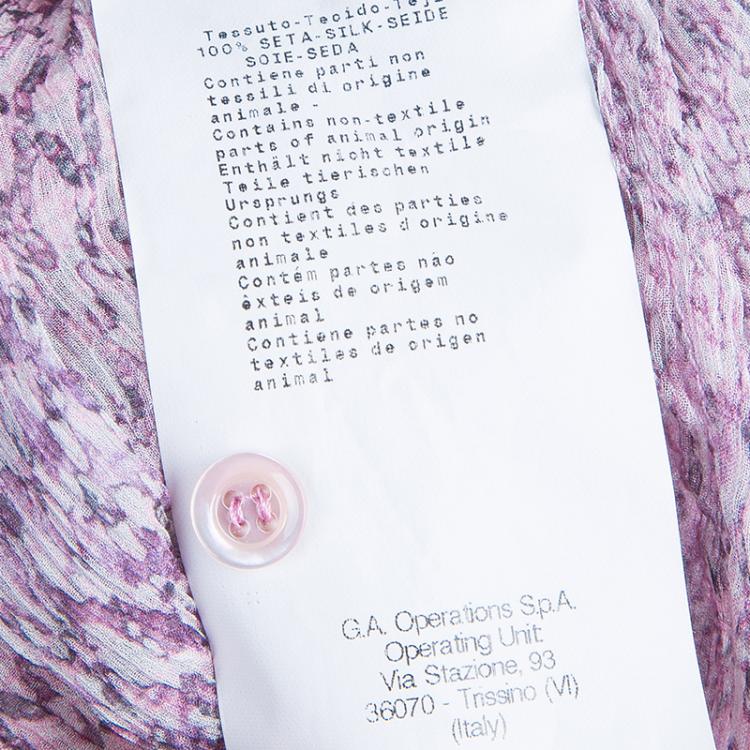 Tessuto-Tecido-Teji
100% SETA-SILK-SEIDE
SOIE-SEDA
Contiene parti non
tessili di origine
animale -
Contains non-textile
parts of animal origin
Enthält nicht textile
Teile tierischen
Ursprungs
Contient des parties
non textiles d'origine
animale
Contém partes não
êxteis de origem
animal
Contiene partes no
textiles de origen
animal
G.A. Operations S.p.A.
Operating Unit:
Via Stazione, 93
36070 - Trissino (VI)
(Italy)